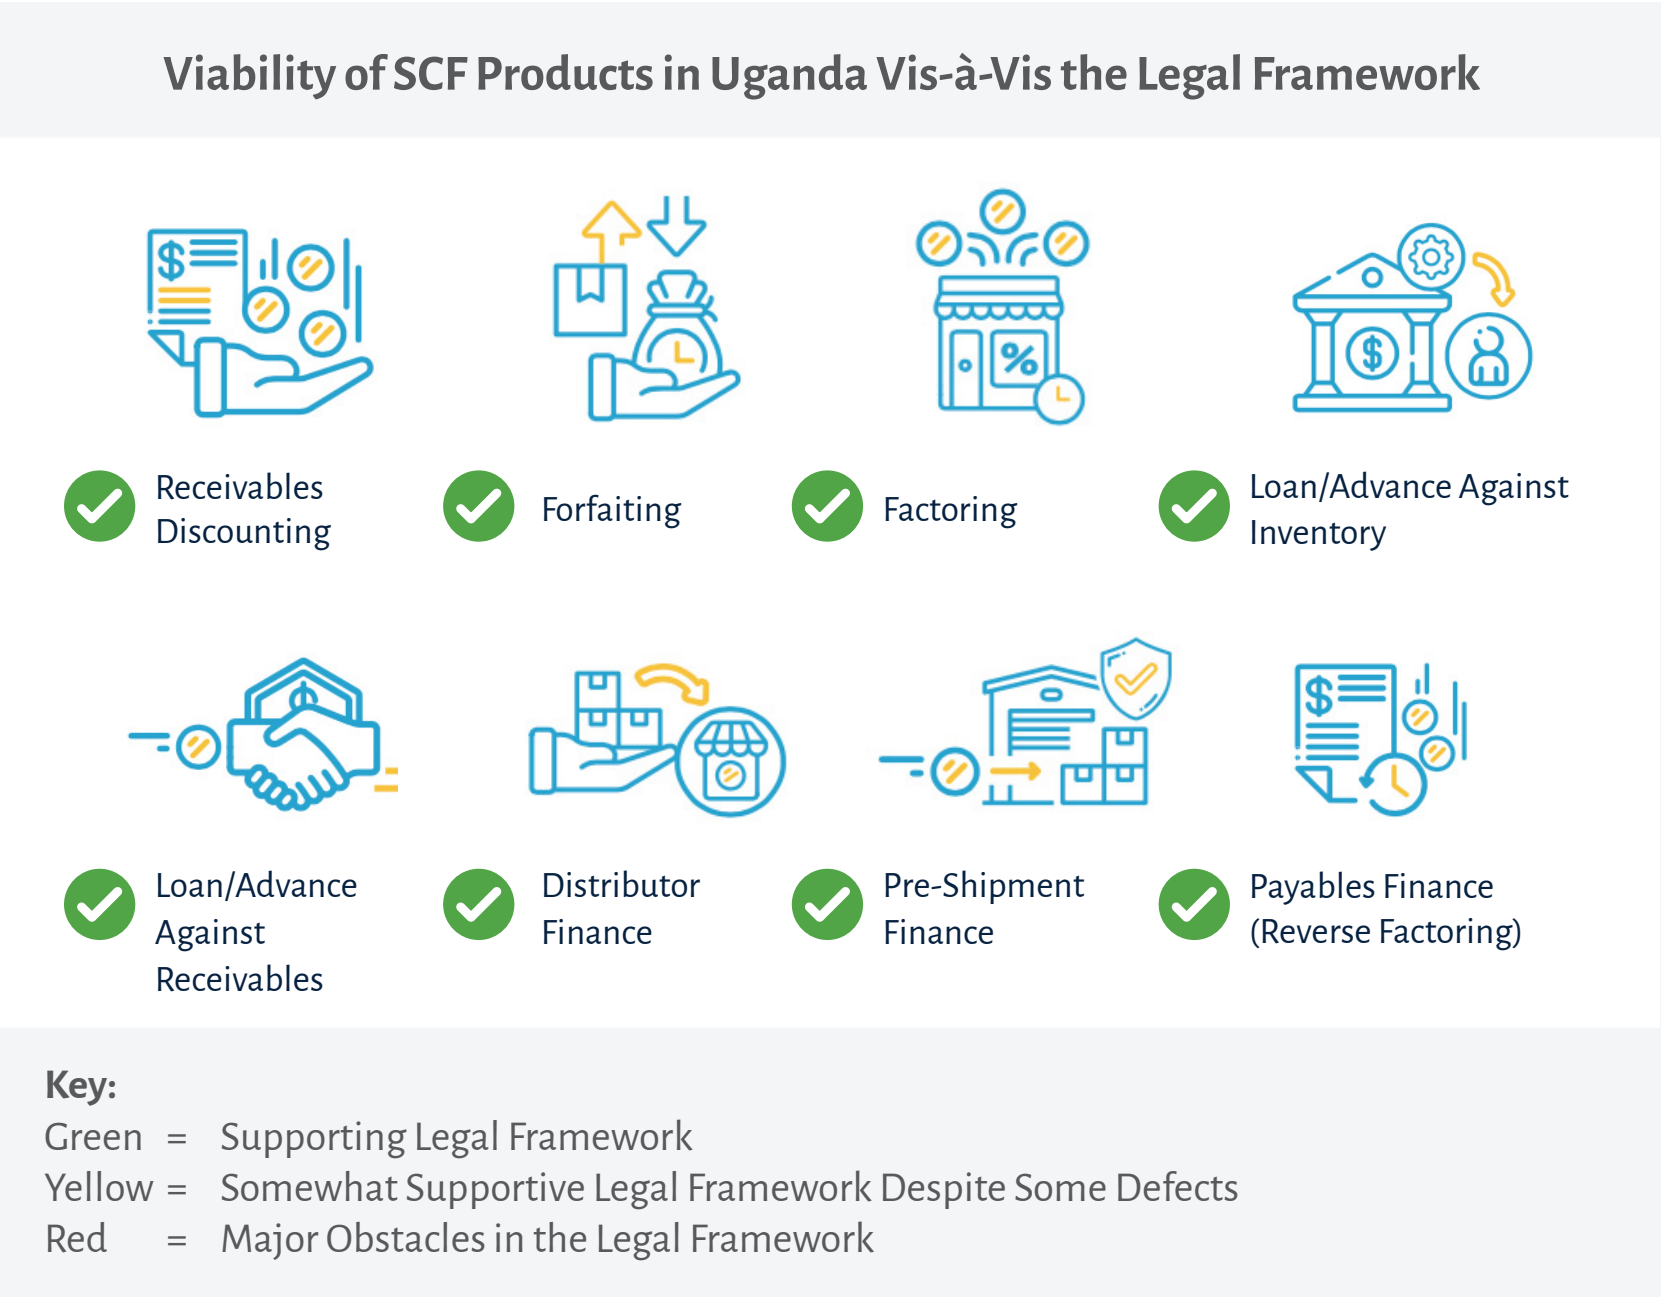 Viability of SCF Products in Uganda Vis-à-Vis the Legal Framework
Receivables
Discounting
Forfaiting
Factoring
Loan/Advance Against
Inventory
Loan/Advance
Against
Receivables
Distributor
Finance
Pre-Shipment
Finance
Payables Finance
(Reverse Factoring)
Key:
Green = Supporting Legal Framework
Yellow = Somewhat Supportive Legal Framework Despite Some Defects
Red = Major Obstacles in the Legal Framework